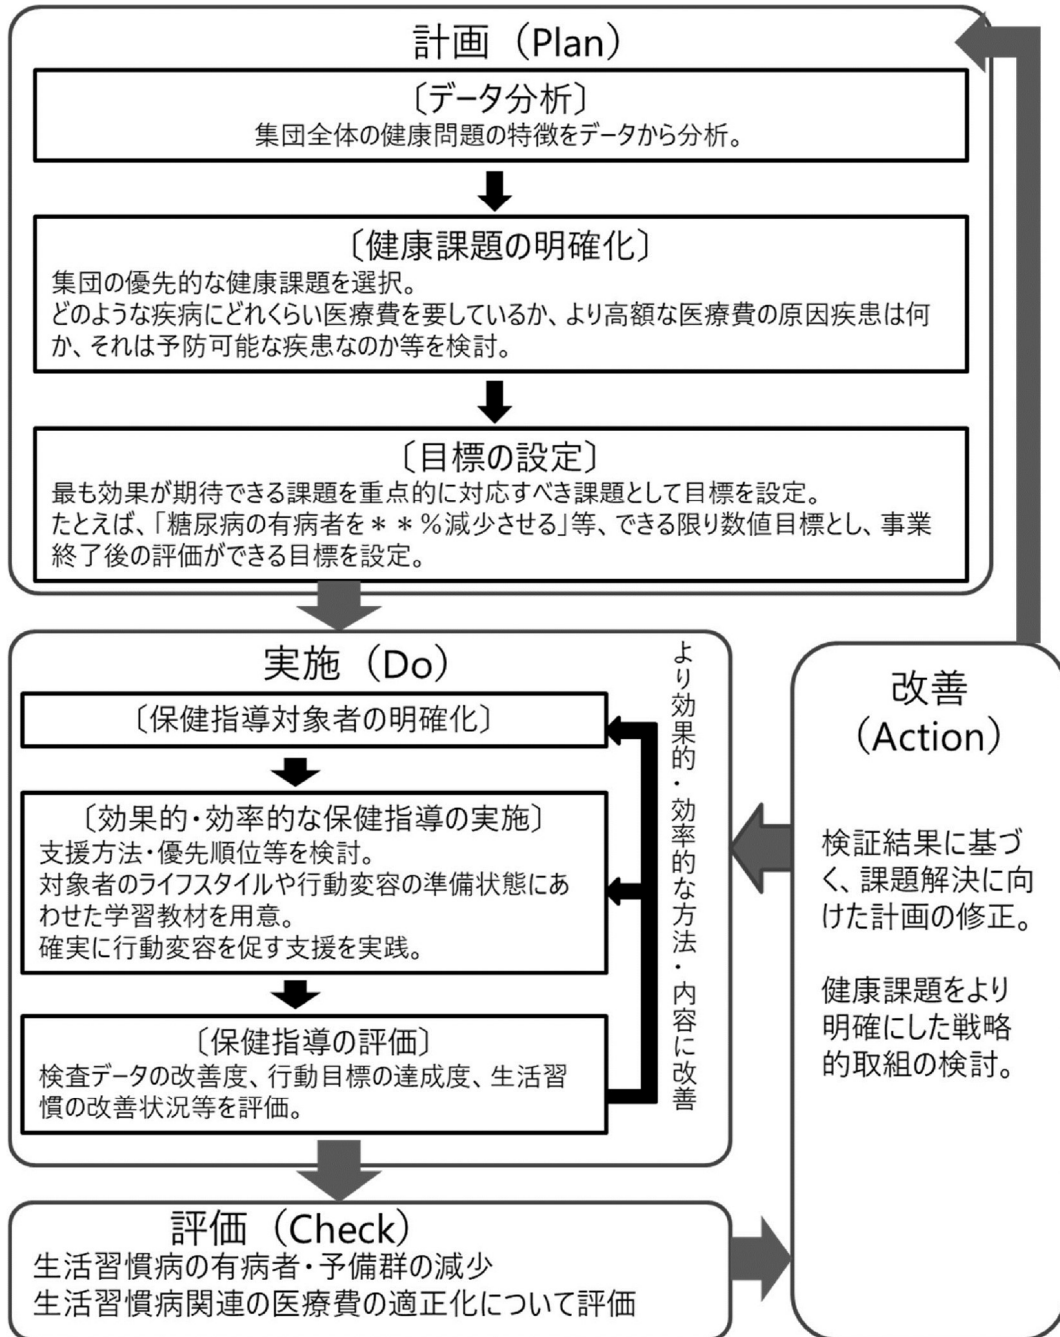 計画（Plan）
〔データ分析〕
集団全体の健康問題の特徴をデータから分析。
〔健康課題の明確化〕
集団の優先的な健康課題を選択。
どのような疾病にどれくらい医療費を要しているか、より高額な医療費の原因疾患は何
か、それは予防可能な疾患なのか等を検討。
〔目標の設定〕
最も効果が期待できる課題を重点的に対応すべき課題として目標を設定。
たとえば、「糖尿病の有病者を＊＊％減少させる」等、できる限り数値目標とし、事業
終了後の評価ができる目標を設定。
実施（Do）
〔保健指導対象者の明確化〕
〔効果的・効率的な保健指導の実施〕
支援方法・優先順位等を検討。
対象者のライフスタイルや行動変容の準備状態にあ
わせた学習教材を用意。
確実に行動変容を促す支援を実践。
〔保健指導の評価〕
検査データの改善度、行動目標の達成度、生活習
慣の改善状況等を評価。
より効果的・効率的な方法・内容に改善
評価（Check）
生活習慣病の有病者・予備群の減少
生活習慣病関連の医療費の適正化について評価
改善
（Action）
検証結果に基づ
く、課題解決に向
けた計画の修正。
健康課題をより
明確にした戦略
的取組の検討。